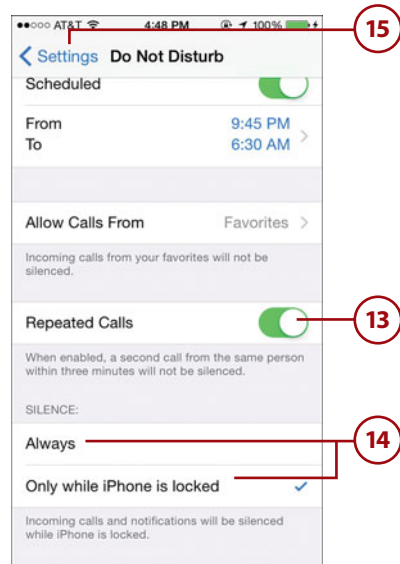 AT&T 4:48 PM 100%
15
Settings Do Not Disturb
Scheduled
From 9:45 PM
To 6:30 AM
Allow Calls From Favorites
Incoming calls from your favorites will not be
silenced.
Repeated Calls
13
When enabled, a second call from the same person
within three minutes will not be silenced.
SILENCE:
Always
14
Only while iPhone is locked
Incoming calls and notifications will be silenced
while iPhone is locked.